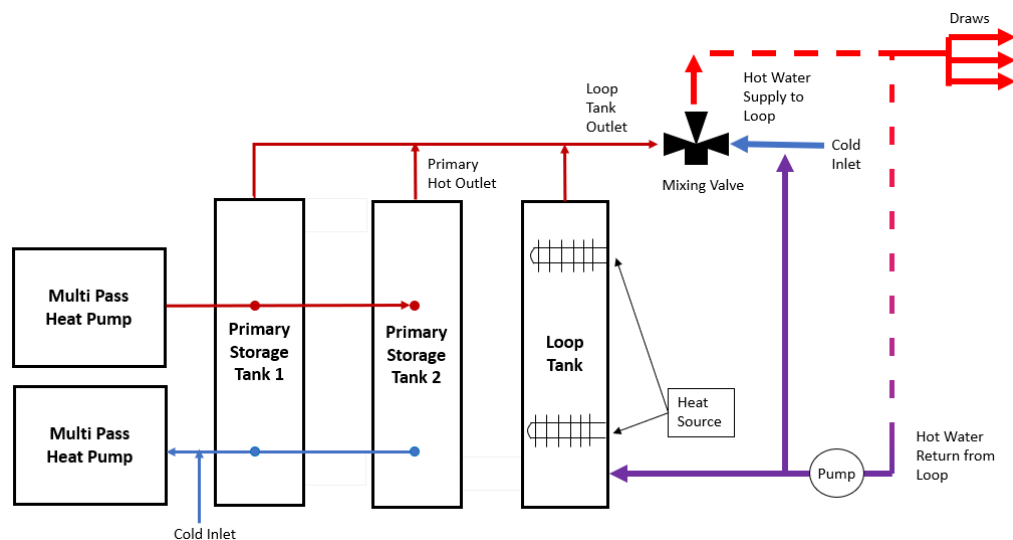 Draws
Hot Water
Supply to
Loop
Loop
Tank
Outlet
Cold
Inlet
Primary
Hot Outlet
Mixing Valve
Multi Pass
Heat Pump
Primary
Storage
Tank 1
Primary
Storage
Tank 2
Loop
Tank
Heat
Source
Multi Pass
Heat Pump
Hot Water
Return from
Loop
Pump
Cold Inlet